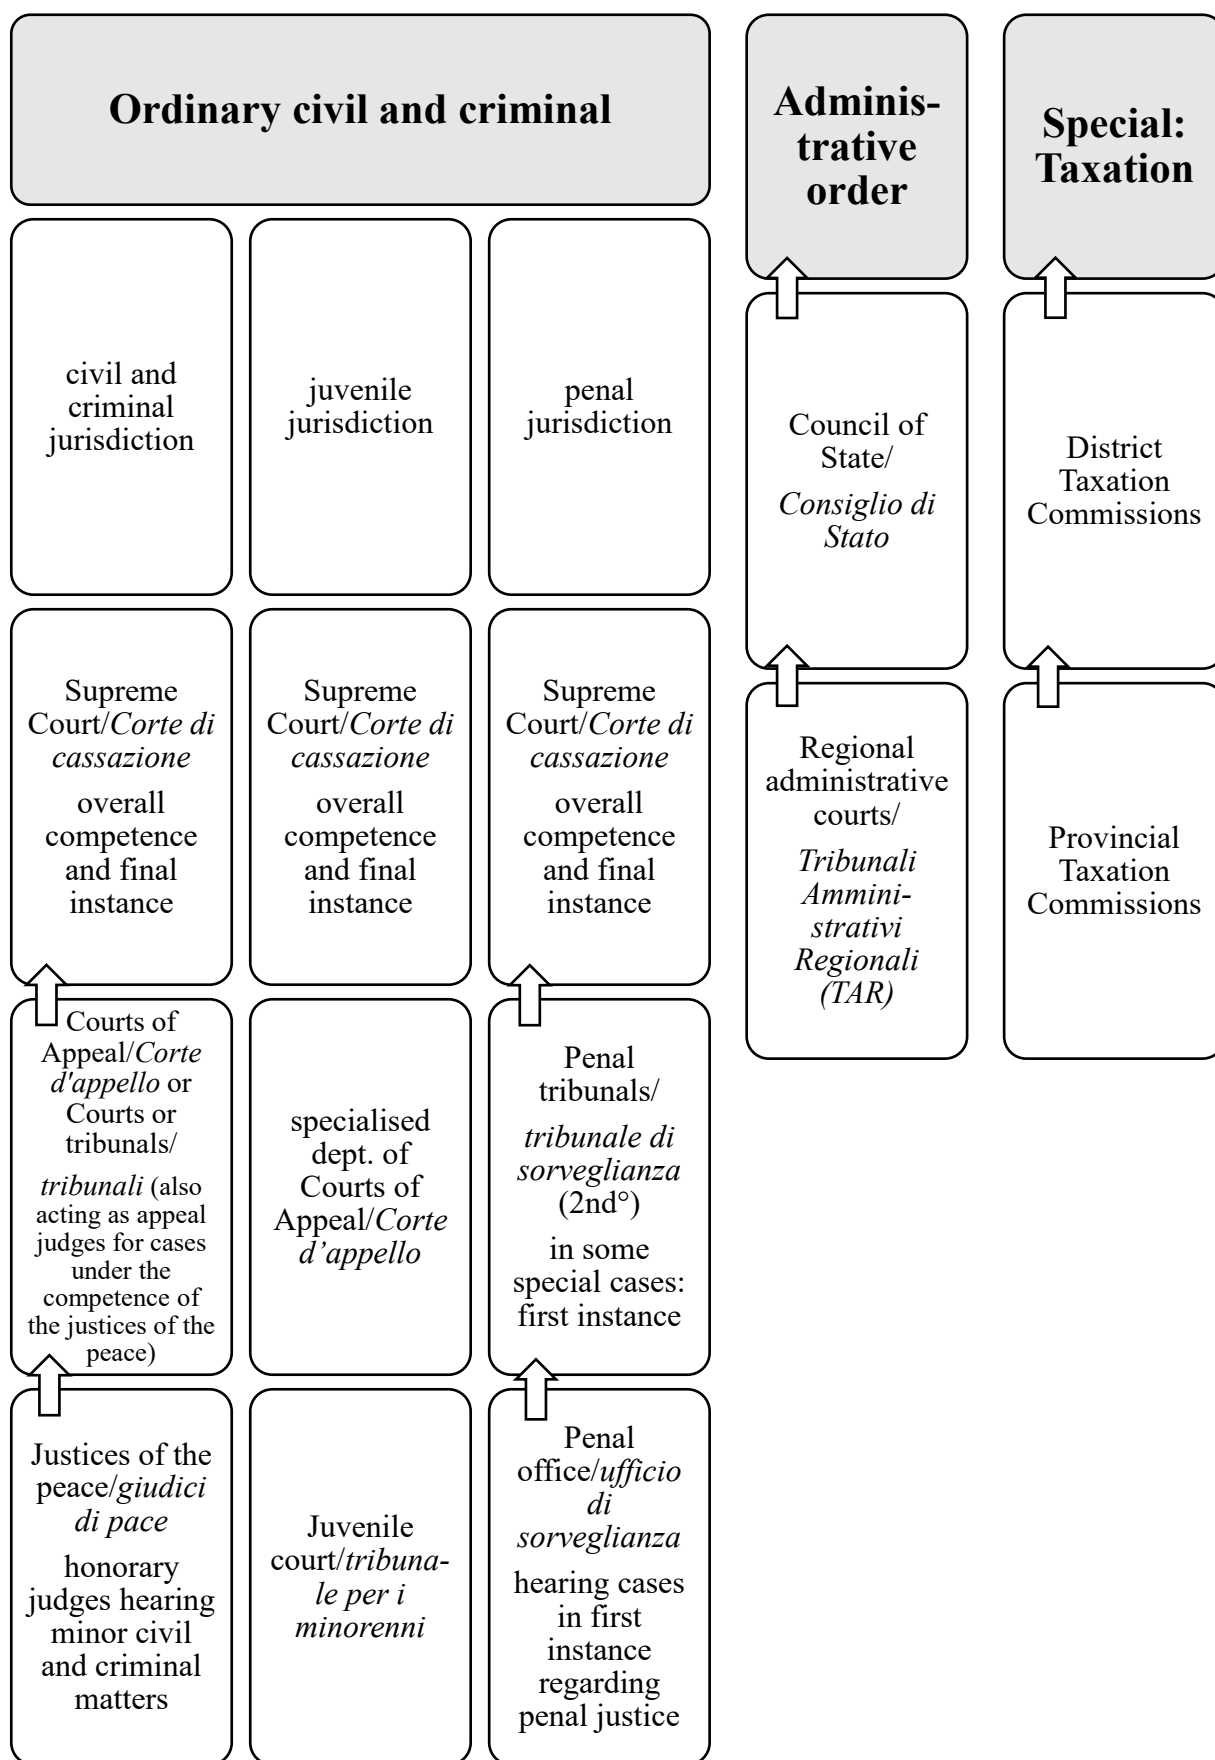 Ordinary civil and criminal
Adminis-
trative
order
Special:
Taxation
civil and
criminal
jurisdiction
juvenile
jurisdiction
penal
jurisdiction
Council of
State/
Consiglio di
Stato
District
Taxation
Commissions
Supreme
Court/Corte di
cassazione
overall
competence
and final
instance
Supreme
Court/Corte di
cassazione
overall
competence
and final
instance
Supreme
Court/Corte di
cassazione
overall
competence
and final
instance
Regional
administrative
courts/
Tribunali
Ammini-
strativi
Regionali
(TAR)
Provincial
Taxation
Commissions
Courts of
Appeal/Corte
d'appello or
Courts or
tribunals/
tribunali (also
acting as appeal
judges for cases
under the
competence of
the justices of the
peace)
specialised
dept. of
Courts of
Appeal/Corte
d’appello
Penal
tribunals/
tribunale di
sorveglianza
(2nd°)
in some
special cases:
first instance
Justices of the
peace/giudici
di pace
honorary
judges hearing
minor civil
and criminal
matters
Juvenile
court/tribuna-
le per i
minorenni
Penal
office/ufficio
di
sorveglianza
hearing cases
in first
instance
regarding
penal justice